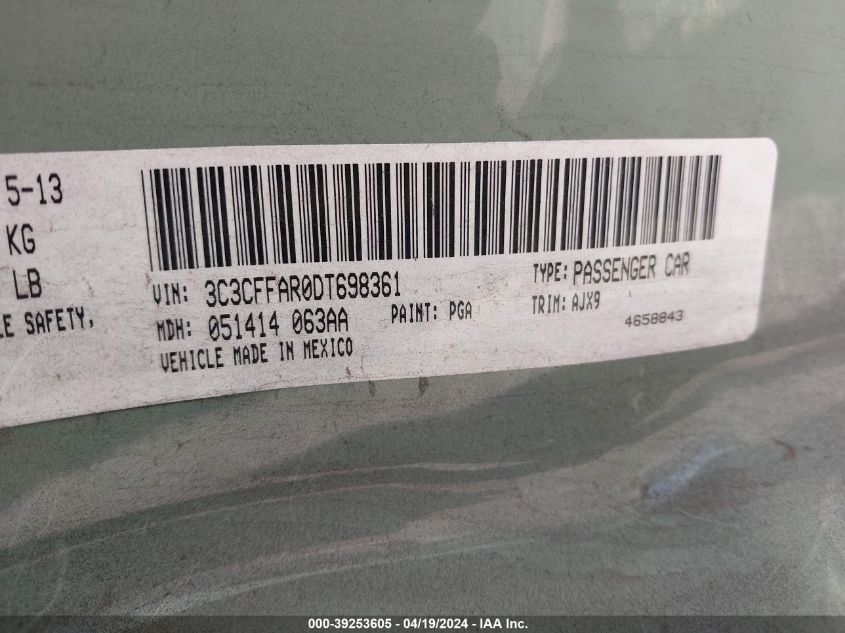 5-13
KG
LB
LE SAFETY,
VIN: 3C3CFFAR0DT698361
TYPE: PASSENGER CAR
MDH: 051414 063AA
PAINT: PGA
TRIM: AJX9
VEHICLE MADE IN MEXICO
4658843
000-39253605 - 04/19/2024 - IAA Inc.